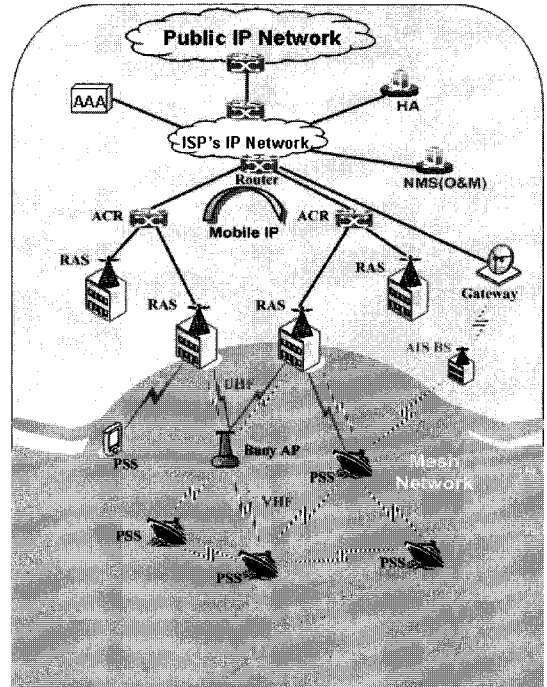 Public IP Network
AAA
HA
ISP's IP Network
Router
NMS(O&M)
ACR
ACR
Mobile IP
RAS
RAS
Gateway
RAS
RAS
AIS BS
UHF
PSS
Buoy AP
PSS
Mesh
Network
VHF
PSS
PSS
PSS